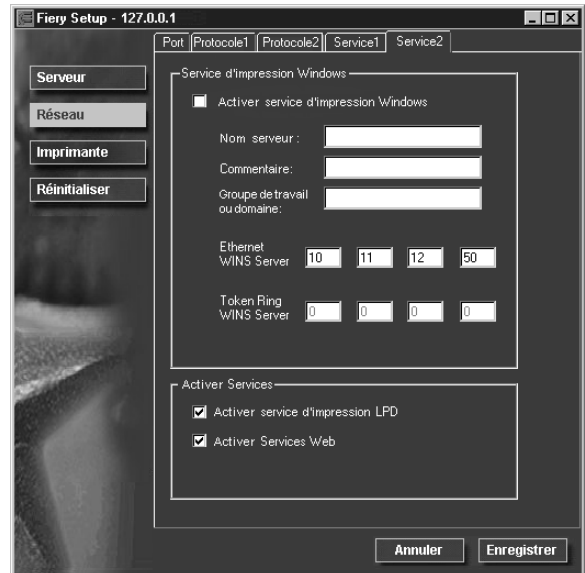 Fiery Setup - 127.0.0.1
Port Protocole1 Protocole2 Service1 Service2
Serveur
Réseau
Imprimante
Réinitialiser
Service d'impression Windows
Activer service d'impression Windows
Nom serveur :
Commentaire:
Groupe de travail
ou domaine:
Ethernet
WINS Server
10 11 12 50
Token Ring
WINS Server
0 0 0 0
Activer Services
Activer service d'impression LPD
Activer Services Web
Annuler Enregistrer